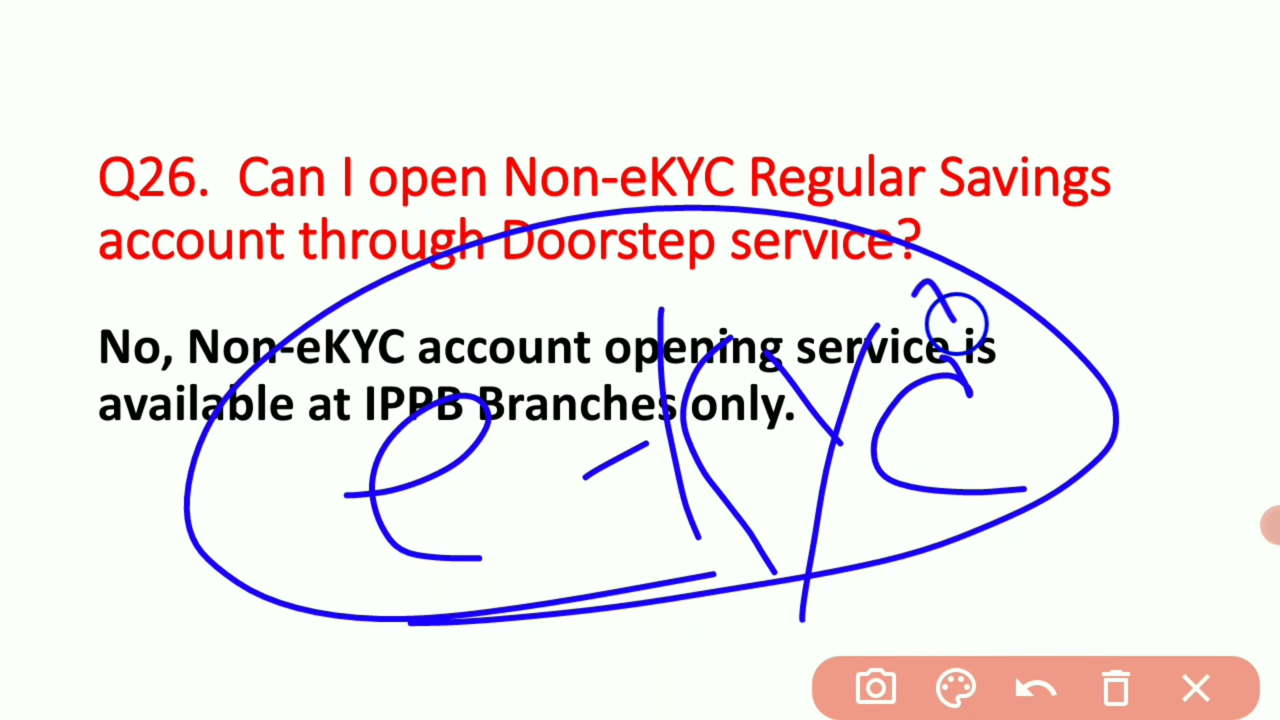 Q26. Can I open Non-eKYC Regular Savings
account through Doorstep service?
No, Non-eKYC account opening service is
available at IPPB Branches only.
e-KYC